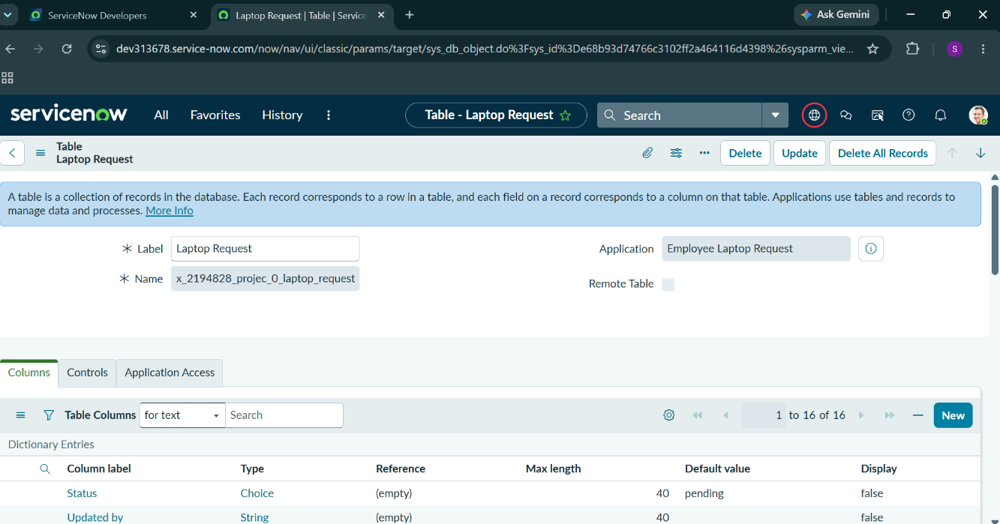 ServiceNow Developers
Laptop Request | Table | Service
Ask Gemini
dev313678.service-now.com/now/nav/ui/classic/params/target/sys_db_object.do%3Fsys_id%3De68b93d74766c3102ff2a464116d4398%26sysparm_vie...
S
servicenow
All
Favorites
History
Table - Laptop Request
Search
Table
Laptop Request
Delete
Update
Delete All Records
A table is a collection of records in the database. Each record corresponds to a row in a table, and each field on a record corresponds to a column on that table. Applications use tables and records to
manage data and processes. More Info
Label
Laptop Request
Application
Employee Laptop Request
Name
x_2194828_projec_0_laptop_request
Remote Table
Columns
Controls
Application Access
Table Columns
for text
Search
1 to 16 of 16
New
Dictionary Entries
Column label Type Reference Max length Default value Display
Status Choice (empty) 40 pending false
Updated by String (empty) 40 false